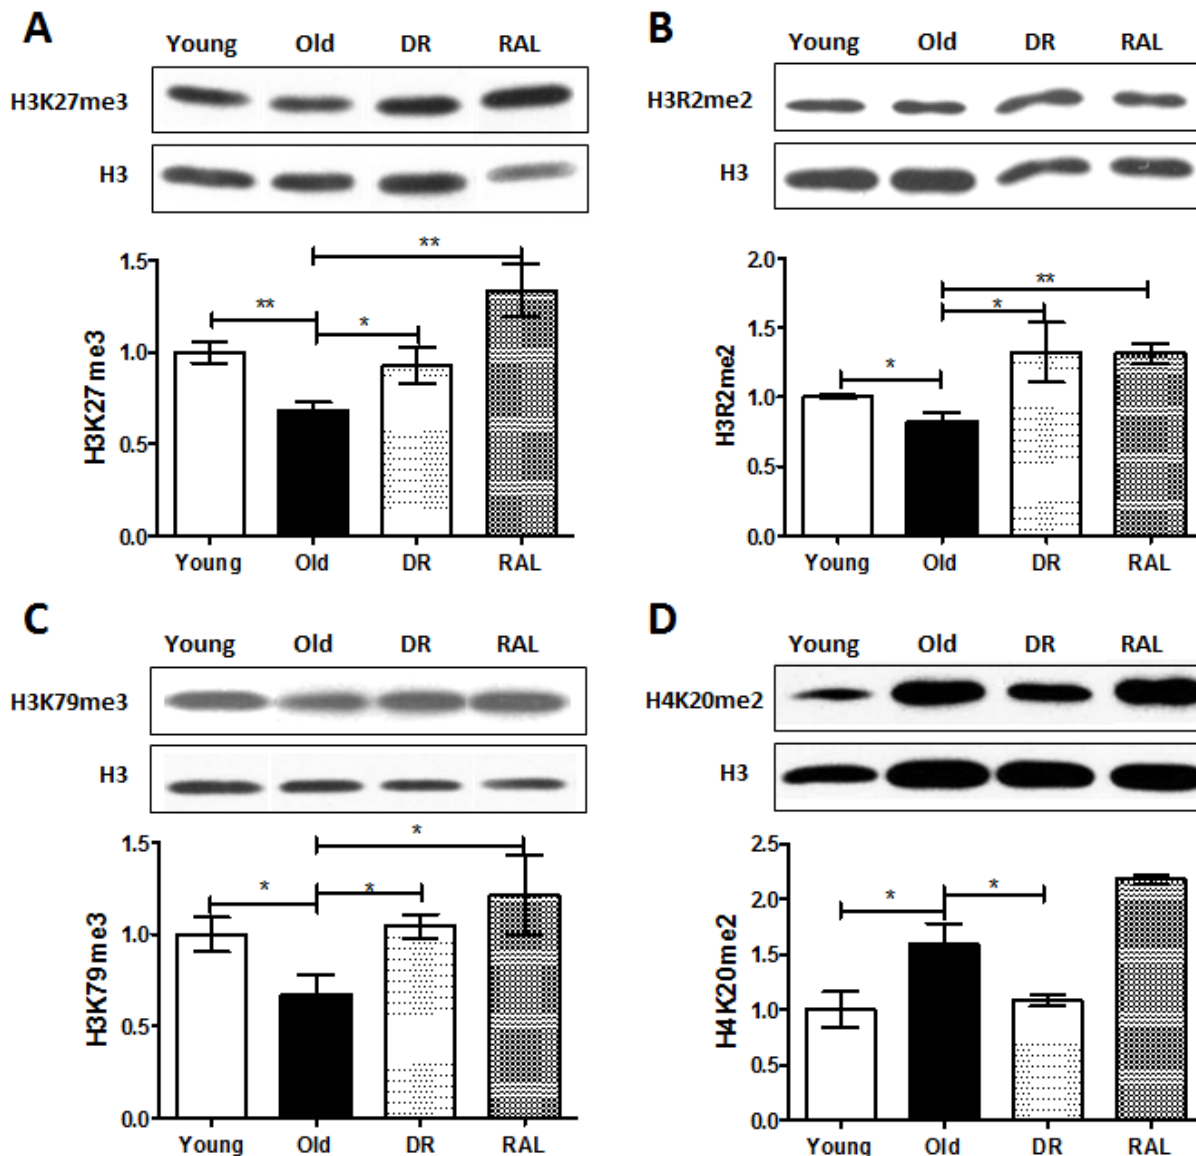 A
Young Old DR RAL
H3K27me3
H3
** 
** *
1.5
1.0
0.5
0.0
H3K27me3
Young Old DR RAL
B
Young Old DR RAL
H3R2me2
H3
**
*
*
2.0
1.5
1.0
0.5
0.0
H3R2me2
Young Old DR RAL
C
Young Old DR RAL
H3K79me3
H3
*
* *
1.5
1.0
0.5
0.0
H3K79me3
Young Old DR RAL
D
Young Old DR RAL
H4K20me2
H3
* *
2.5
2.0
1.5
1.0
0.5
0.0
H4K20me2
Young Old DR RAL